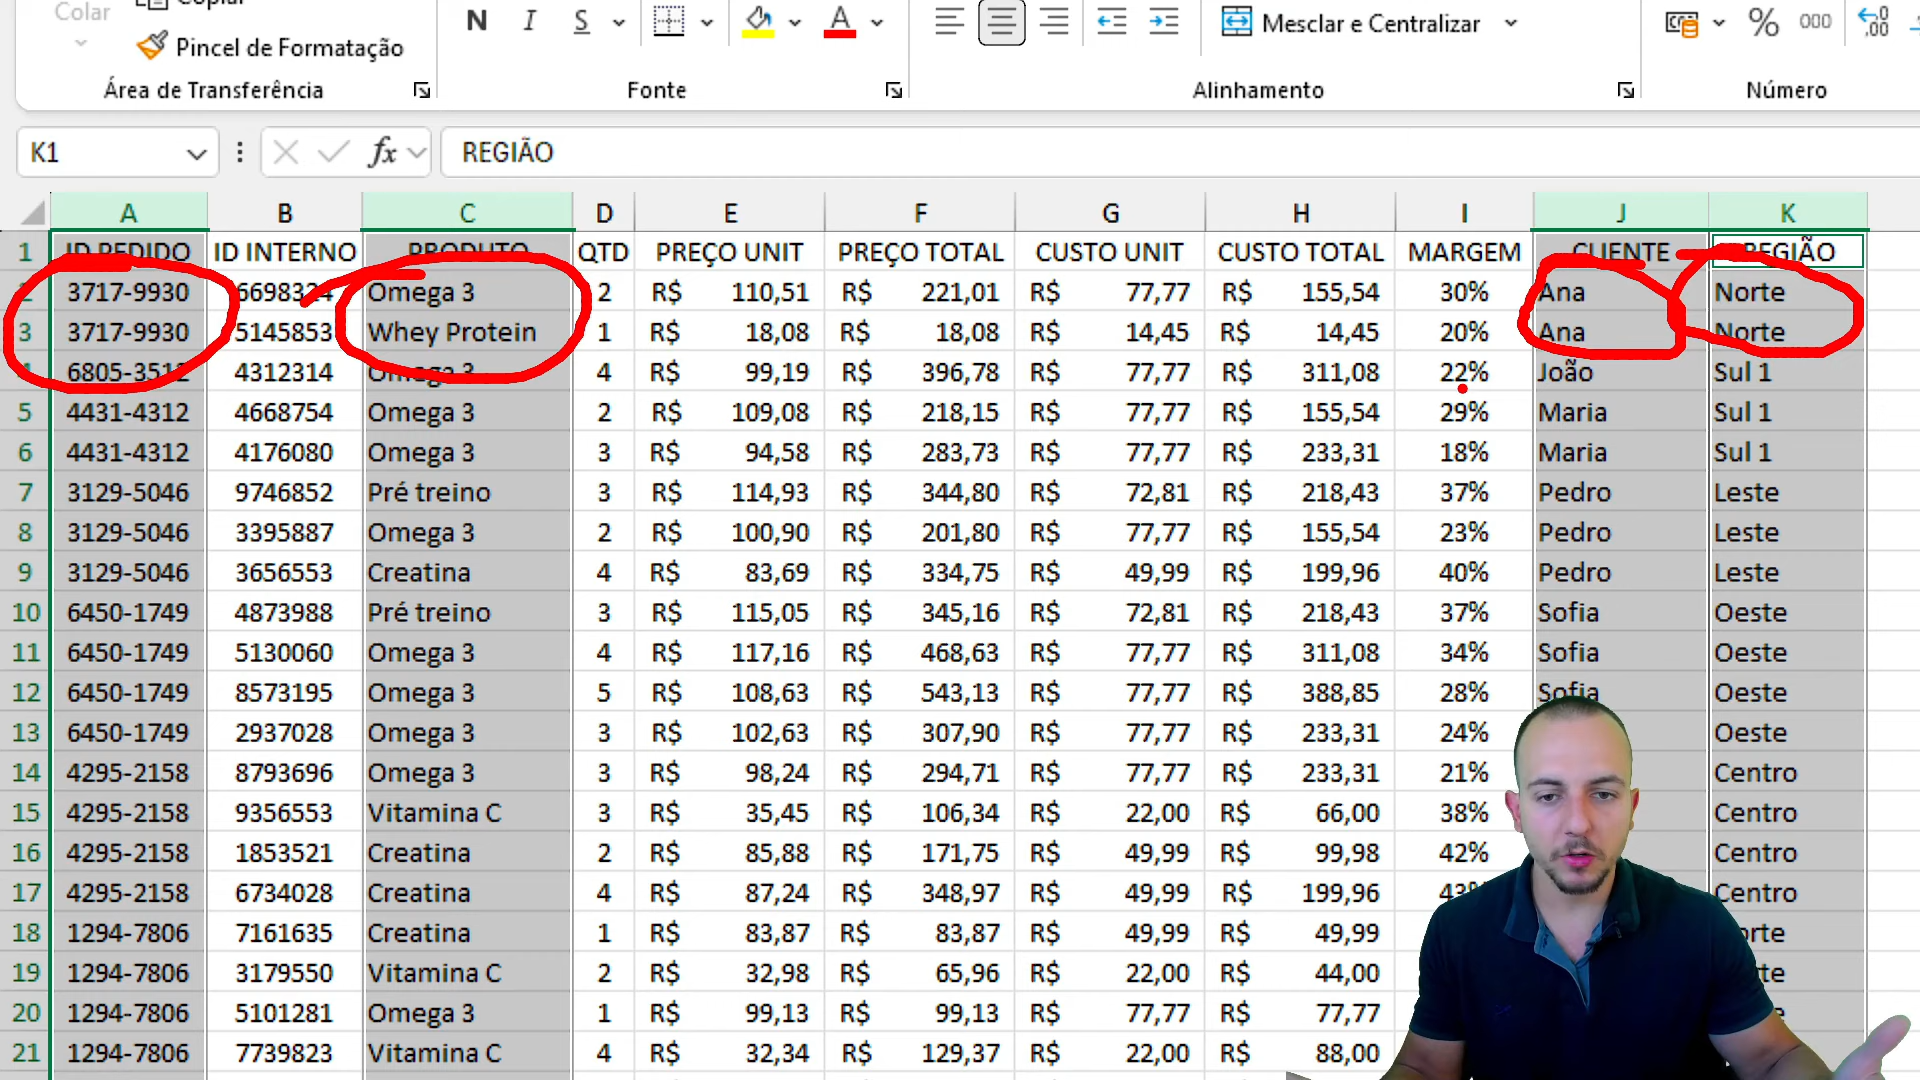 Colar
Copiar
Pincel de Formatação
N I S A
Mesclar e Centralizar
% 000
Área de Transferência Fonte Alinhamento Número
K1 fx REGIÃO
A B C D E F G H I J K
1 ID PEDIDO ID INTERNO PRODUTO QTD PREÇO UNIT PREÇO TOTAL CUSTO UNIT CUSTO TOTAL MARGEM CLIENTE REGIÃO
2 3717-9930 6698324 Omega 3 2 R$ 110,51 R$ 221,01 R$ 77,77 R$ 155,54 30% Ana Norte
3 3717-9930 5145853 Whey Protein 1 R$ 18,08 R$ 18,08 R$ 14,45 R$ 14,45 20% Ana Norte
4 6805-3512 4312314 Omega 3 4 R$ 99,19 R$ 396,78 R$ 77,77 R$ 311,08 22% João Sul 1
5 4431-4312 4668754 Omega 3 2 R$ 109,08 R$ 218,15 R$ 77,77 R$ 155,54 29% Maria Sul 1
6 4431-4312 4176080 Omega 3 3 R$ 94,58 R$ 283,73 R$ 77,77 R$ 233,31 18% Maria Sul 1
7 3129-5046 9746852 Pré treino 3 R$ 114,93 R$ 344,80 R$ 72,81 R$ 218,43 37% Pedro Leste
8 3129-5046 3395887 Omega 3 2 R$ 100,90 R$ 201,80 R$ 77,77 R$ 155,54 23% Pedro Leste
9 3129-5046 3656553 Creatina 4 R$ 83,69 R$ 334,75 R$ 49,99 R$ 199,96 40% Pedro Leste
10 6450-1749 4873988 Pré treino 3 R$ 115,05 R$ 345,16 R$ 72,81 R$ 218,43 37% Sofia Oeste
11 6450-1749 5130060 Omega 3 4 R$ 117,16 R$ 468,63 R$ 77,77 R$ 311,08 34% Sofia Oeste
12 6450-1749 8573195 Omega 3 5 R$ 108,63 R$ 543,13 R$ 77,77 R$ 388,85 28% Sofia Oeste
13 6450-1749 2937028 Omega 3 3 R$ 102,63 R$ 307,90 R$ 77,77 R$ 233,31 24% Oeste
14 4295-2158 8793696 Omega 3 3 R$ 98,24 R$ 294,71 R$ 77,77 R$ 233,31 21% Centro
15 4295-2158 9356553 Vitamina C 3 R$ 35,45 R$ 106,34 R$ 22,00 R$ 66,00 38% Centro
16 4295-2158 1853521 Creatina 2 R$ 85,88 R$ 171,75 R$ 49,99 R$ 99,98 42% Centro
17 4295-2158 6734028 Creatina 4 R$ 87,24 R$ 348,97 R$ 49,99 R$ 199,96 43% Centro
18 1294-7806 7161635 Creatina 1 R$ 83,87 R$ 83,87 R$ 49,99 R$ 49,99
19 1294-7806 3179550 Vitamina C 2 R$ 32,98 R$ 65,96 R$ 22,00 R$ 44,00
20 1294-7806 5101281 Omega 3 1 R$ 99,13 R$ 99,13 R$ 77,77 R$ 77,77
21 1294-7806 7739823 Vitamina C 4 R$ 32,34 R$ 129,37 R$ 22,00 R$ 88,00